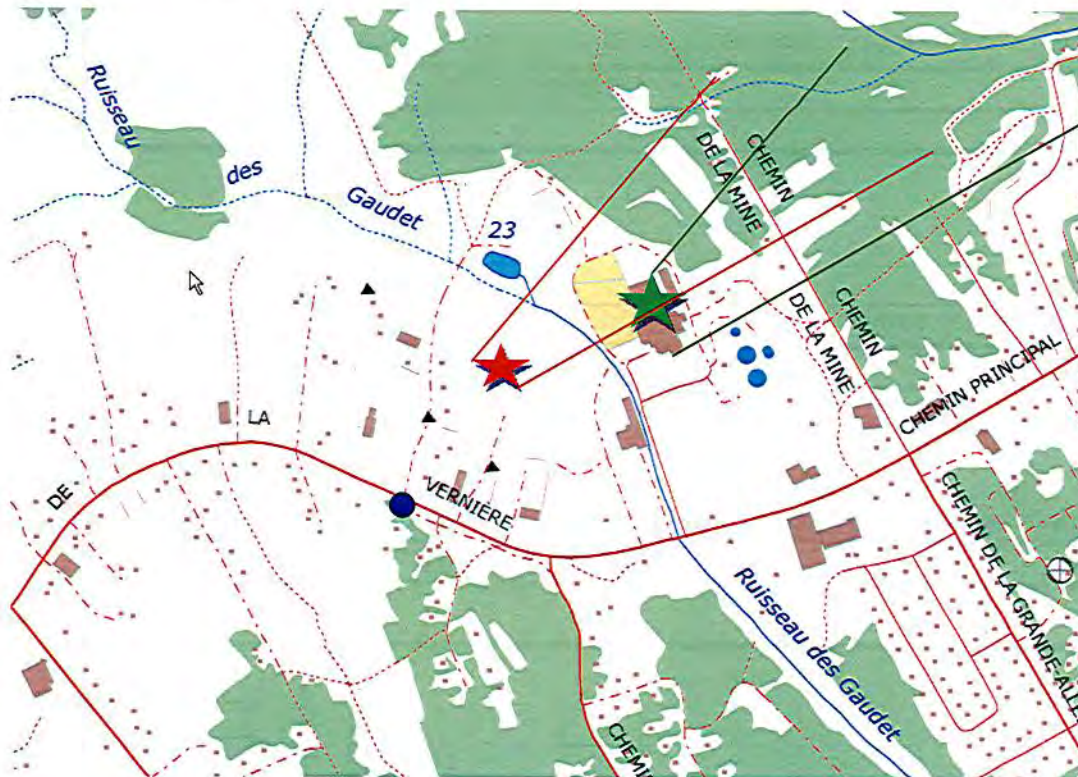 Ruisseau
des
Gaudet
23
CHEMIN
DE LA MINE
CHEMIN
DE LA MINE
CHEMIN PRINCIPAL
LA
DE
VERNIÈRE
CHEMIN DE LA GRANDE-ALL
Ruisseau des Gaudet
CHEMIN